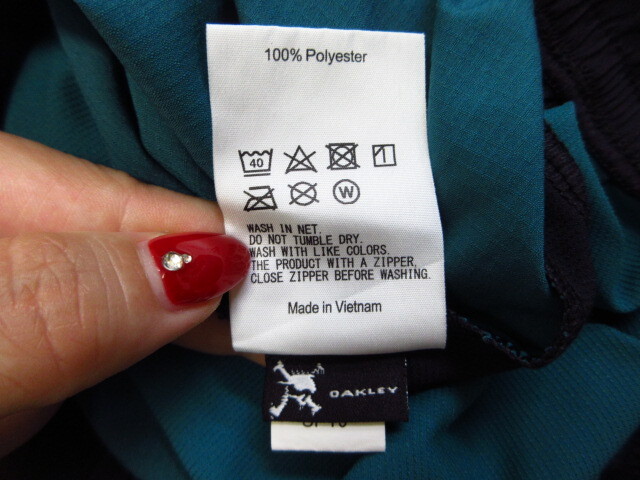 100% Polyester
40
W
WASH IN NET.
DO NOT TUMBLE DRY.
WASH WITH LIKE COLORS.
THE PRODUCT WITH A ZIPPER,
CLOSE ZIPPER BEFORE WASHING.
Made in Vietnam
OAKLEY